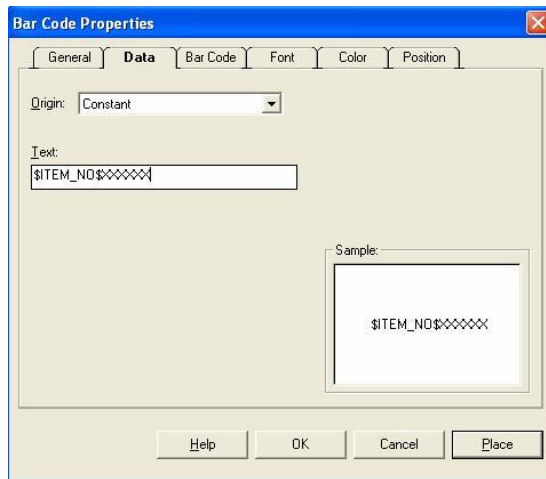 Bar Code Properties
General Data Bar Code Font Color Position
Origin: Constant
Text:
$ITEM_NO$XXXXXX
Sample:
$ITEM_NO$XXXXXX
Help OK Cancel Place